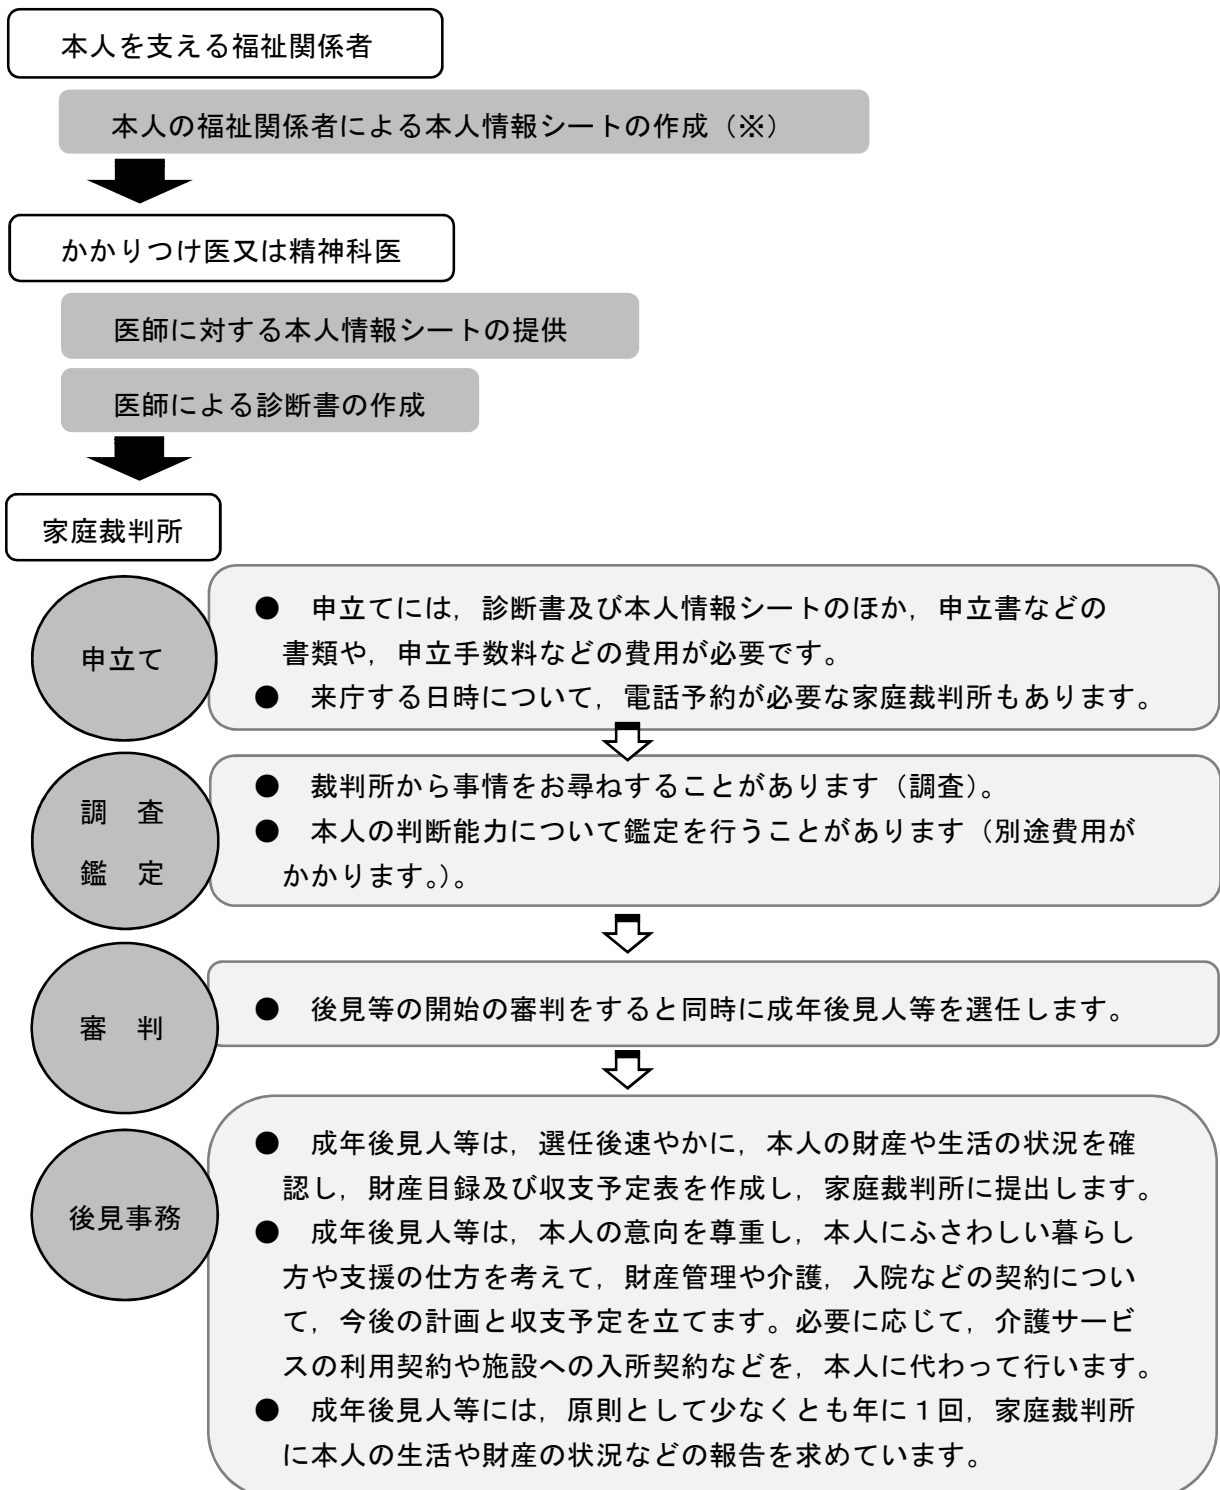 本人を支える福祉関係者
本人の福祉関係者による本人情報シートの作成（※）
かかりつけ医又は精神科医
医師に対する本人情報シートの提供
医師による診断書の作成
家庭裁判所
申立て
● 申立てには，診断書及び本人情報シートのほか，申立書などの
書類や，申立手数料などの費用が必要です。
● 来庁する日時について，電話予約が必要な家庭裁判所もあります。
調　査
鑑　定
● 裁判所から事情をお尋ねすることがあります（調査）。
● 本人の判断能力について鑑定を行うことがあります（別途費用が
かかります。）。
審　判
● 後見等の開始の審判をすると同時に成年後見人等を選任します。
後見事務
● 成年後見人等は，選任後速やかに，本人の財産や生活の状況を確
認し，財産目録及び収支予定表を作成し，家庭裁判所に提出します。
● 成年後見人等は，本人の意向を尊重し，本人にふさわしい暮らし
方や支援の仕方を考えて，財産管理や介護，入院などの契約につい
て，今後の計画と収支予定を立てます。必要に応じて，介護サービ
スの利用契約や施設への入所契約などを，本人に代わって行います。
● 成年後見人等には，原則として少なくとも年に１回，家庭裁判所
に本人の生活や財産の状況などの報告を求めています。